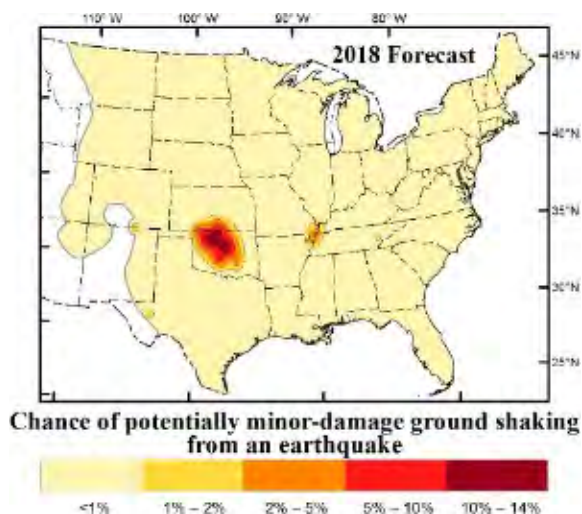 110° W 100° W 90° W 80° W
2018 Forecast
45°N
40°N
35°N
30°N
25°N
Chance of potentially minor-damage ground shaking
from an earthquake
<1% 1% – 2% 2% – 5% 5% – 10% 10% – 14%